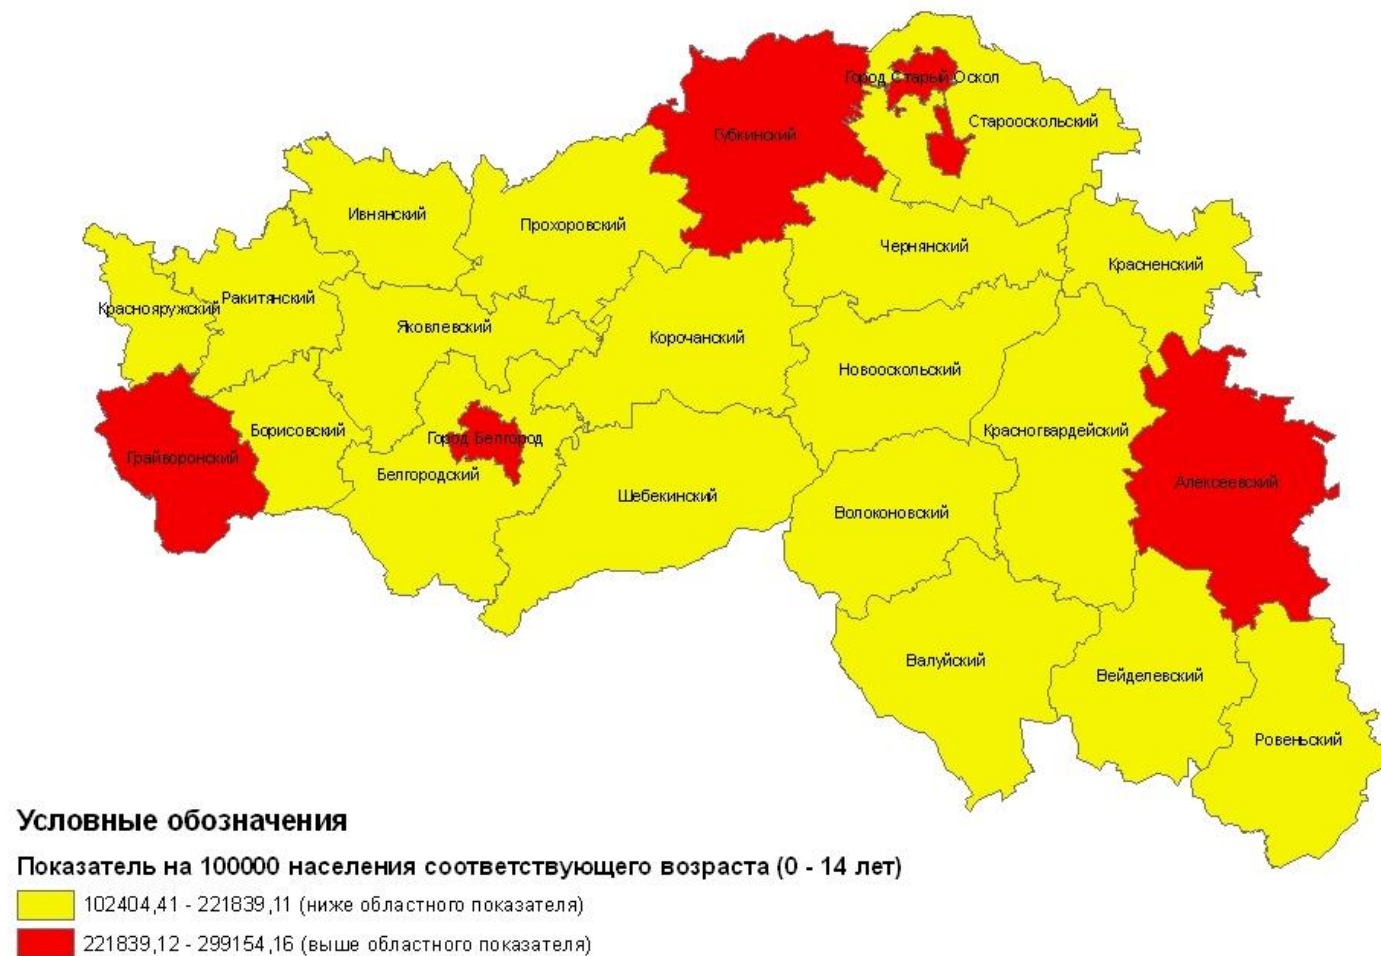 Город Старый Оскол
Старооскольский
Губкинский
Ивнянский
Прохоровский
Чернянский
Красненский
Краснояружский
Ракитянский
Яковлевский
Корочанский
Новооскольский
Борисовский
Город Белгород
Красногвардейский
Грайворонский
Белгородский
Шебекинский
Волоконовский
Алексеевский
Валуйский
Вейделевский
Ровеньский
Условные обозначения
Показатель на 100000 населения соответствующего возраста (0 - 14 лет)
102404,41 - 221839,11 (ниже областного показателя)
221839,12 - 299154,16 (выше областного показателя)